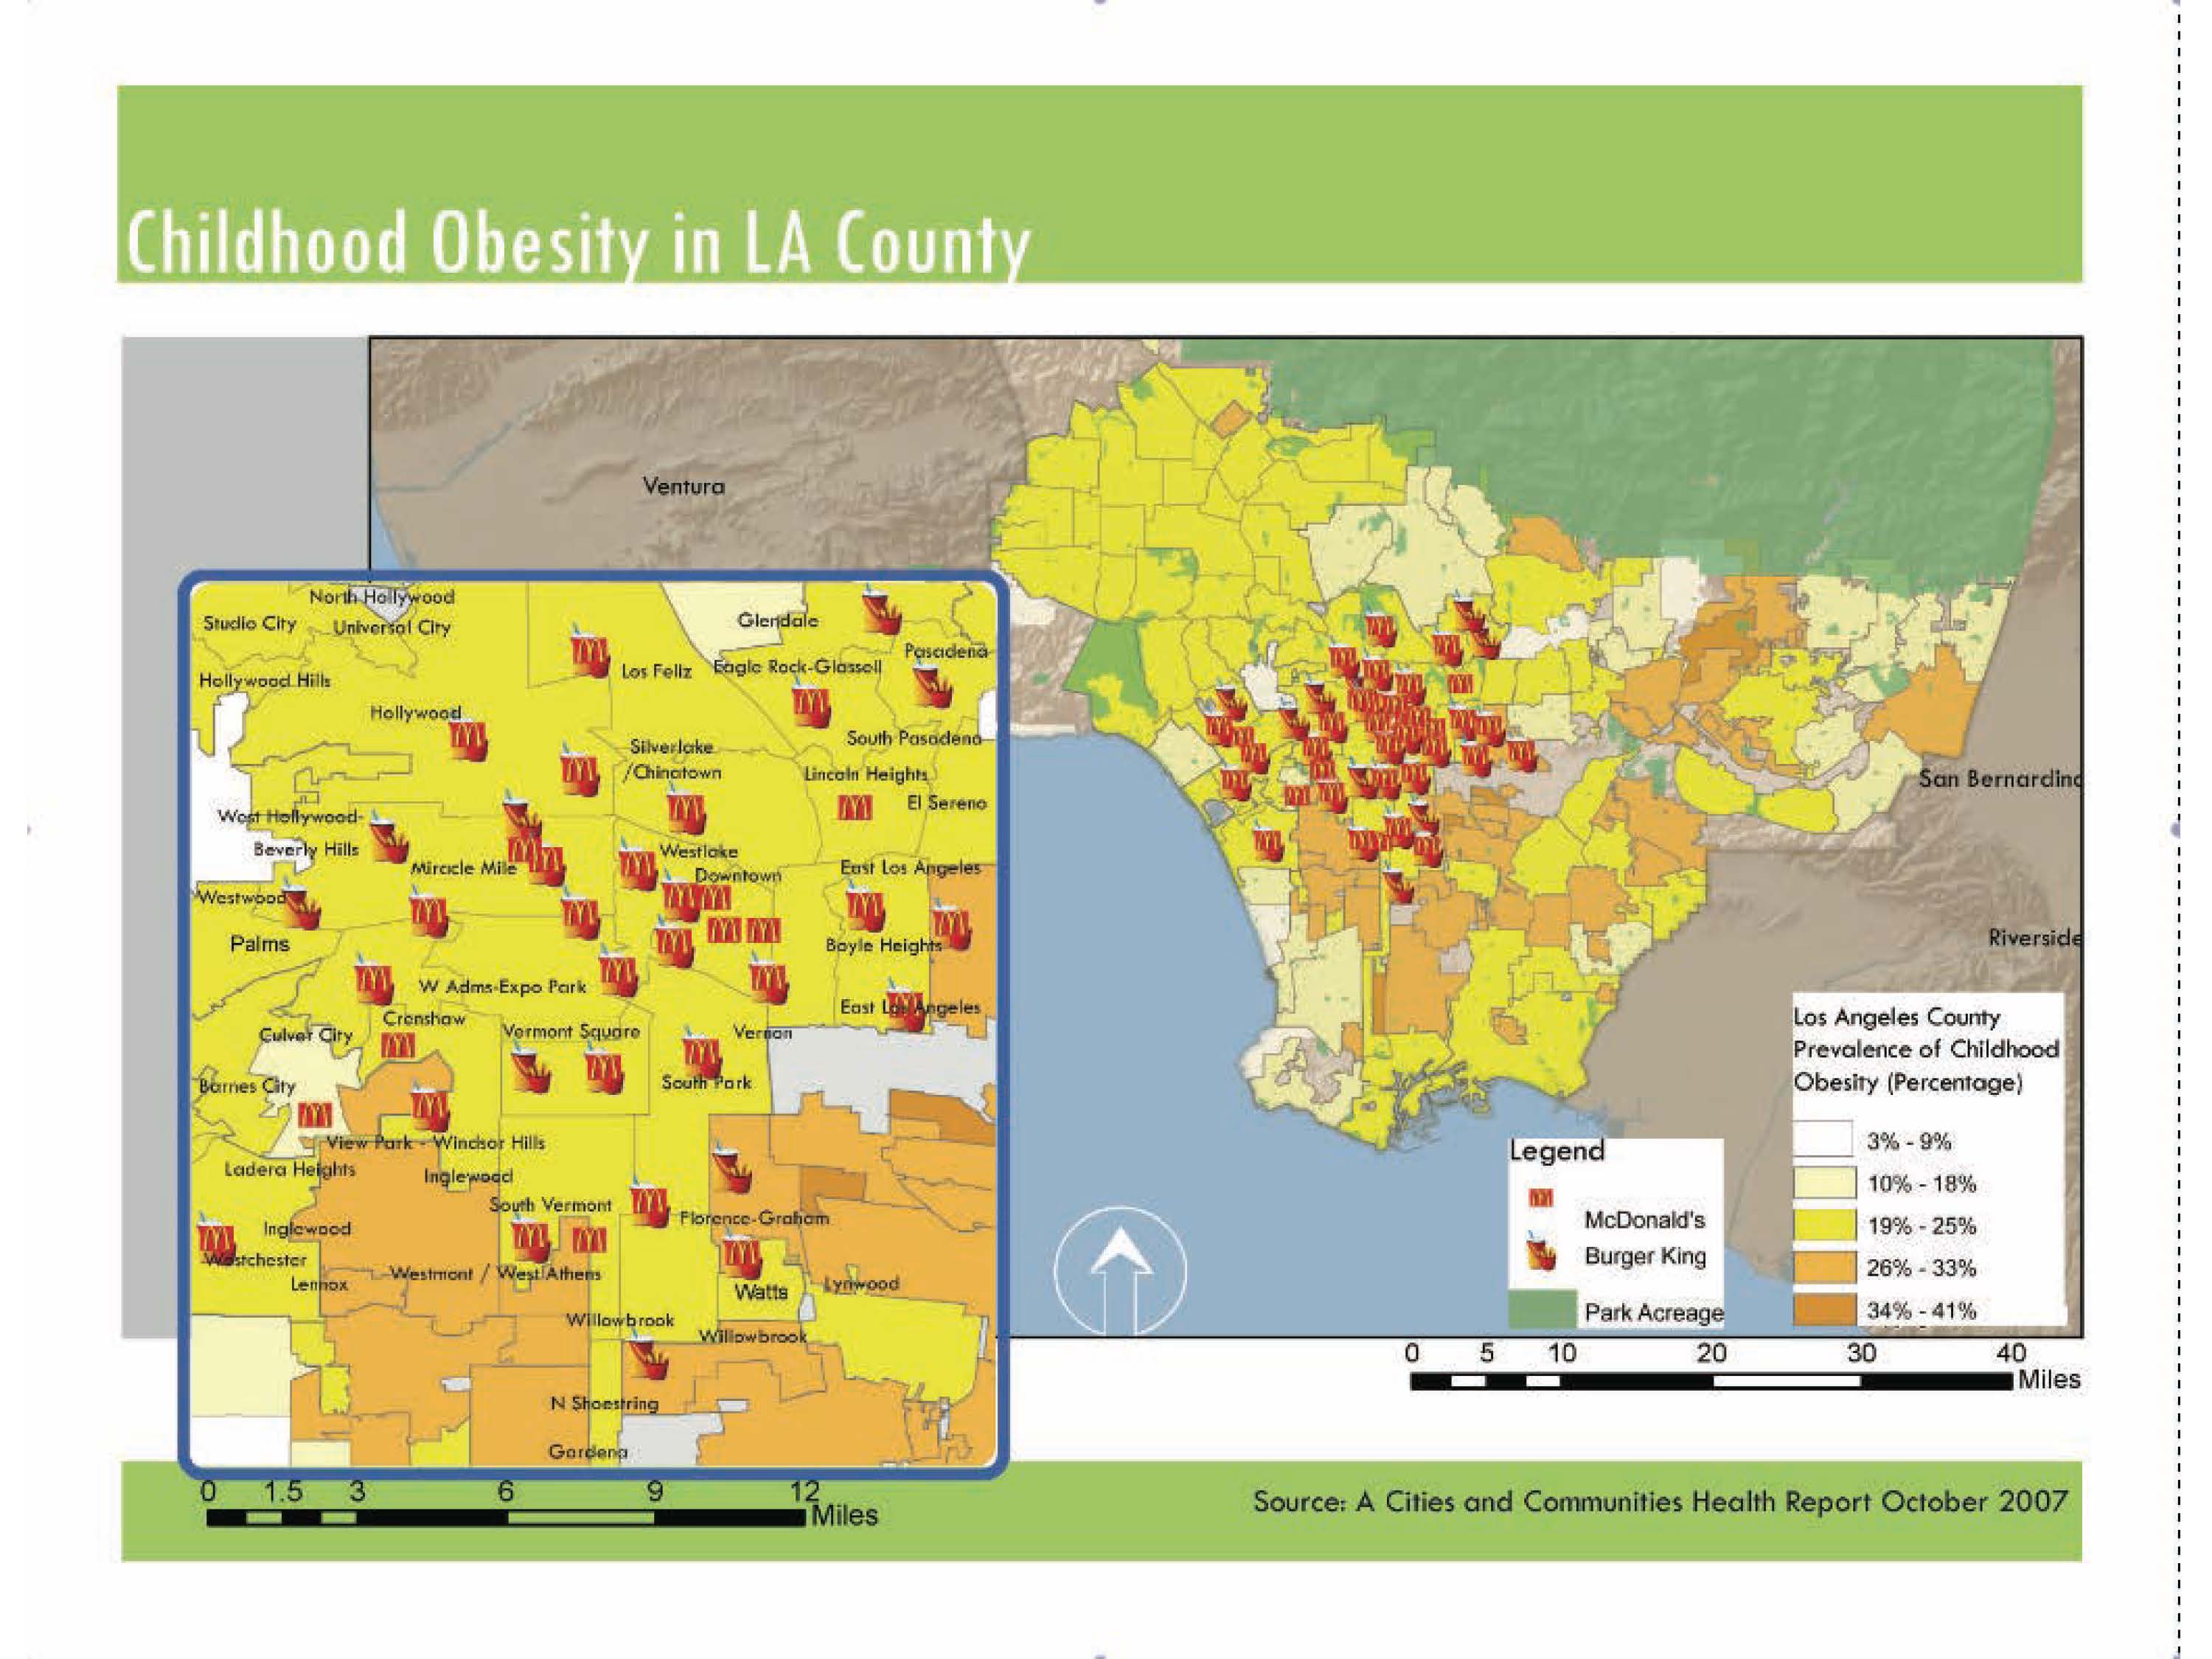 Childhood Obesity in LA County
Ventura
San Bernardino
Riverside
North Hollywood
Studio City
Universal City
Glendale
Pasadena
Los Feliz
Eagle Rock-Glassell
Hollywood Hills
Hollywood
South Pasadena
Silverlake
/Chinatown
Lincoln Heights
El Sereno
West Hollywood-
Beverly Hills
Miracle Mile
Westlake
Downtown
East Los Angeles
Westwood
Palms
Boyle Heights
W Adms-Expo Park
East Los Angeles
Crenshaw
Culver City
Vermont Square
Vernon
Barnes City
South Park
View Park - Windsor Hills
Ladera Heights
Inglewood
South Vermont
Florence-Graham
Inglewood
Westchester
Lennox
Westmont / West Athens
Watts
Lynwood
Willowbrook
Willowbrook
N Shoestring
Gardena
0 1.5 3 6 9 12
Miles
Los Angeles County
Prevalence of Childhood
Obesity (Percentage)
3% - 9%
10% - 18%
19% - 25%
26% - 33%
34% - 41%
Legend
McDonald's
Burger King
Park Acreage
0 5 10 20 30 40
Miles
Source: A Cities and Communities Health Report October 2007